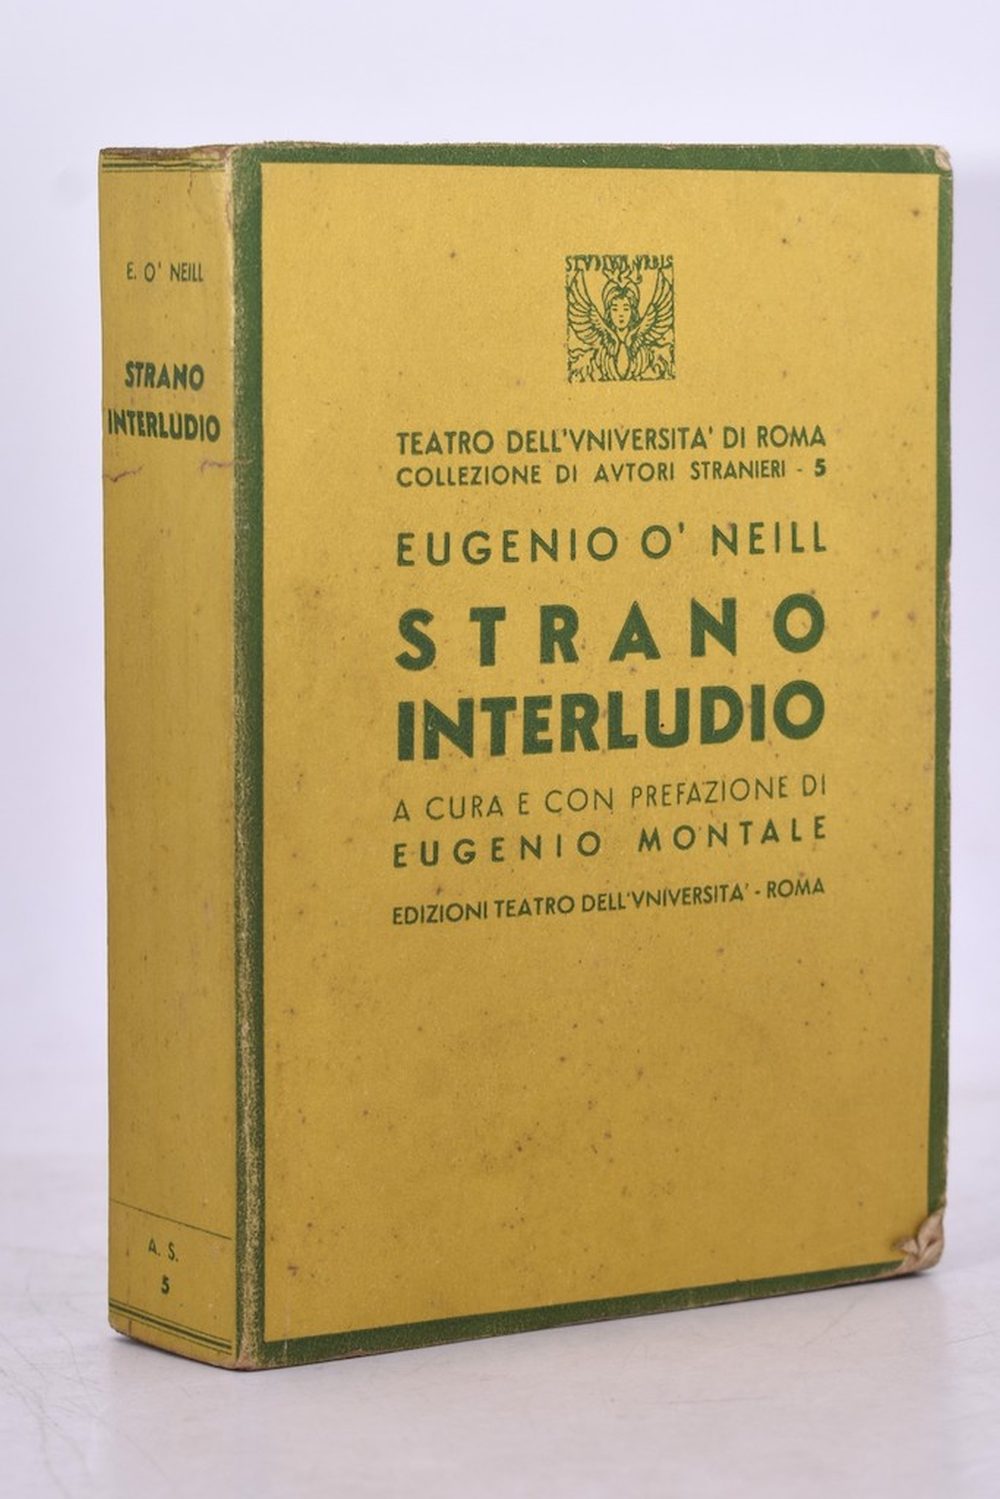 E. O' NEILL
STRANO
INTERLUDIO
A. S.
5
STVDIVM VRBIS
TEATRO DELL'VNIVERSITA' DI ROMA
COLLEZIONE DI AVTORI STRANIERI - 5
EUGENIO O' NEILL
STRANO
INTERLUDIO
A CURA E CON PREFAZIONE DI
EUGENIO MONTALE
EDIZIONI TEATRO DELL'VNIVERSITA' - ROMA